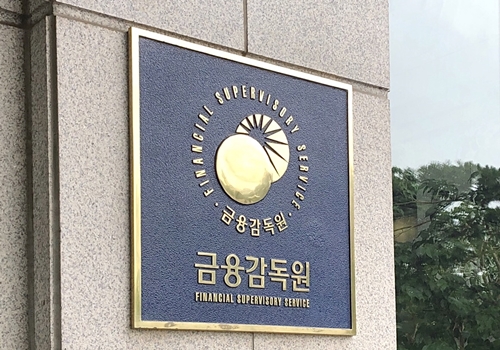 · FINANCIAL SUPERVISORY SERVICE ·
금융감독원
금융감독원
FINANCIAL SUPERVISORY SERVICE